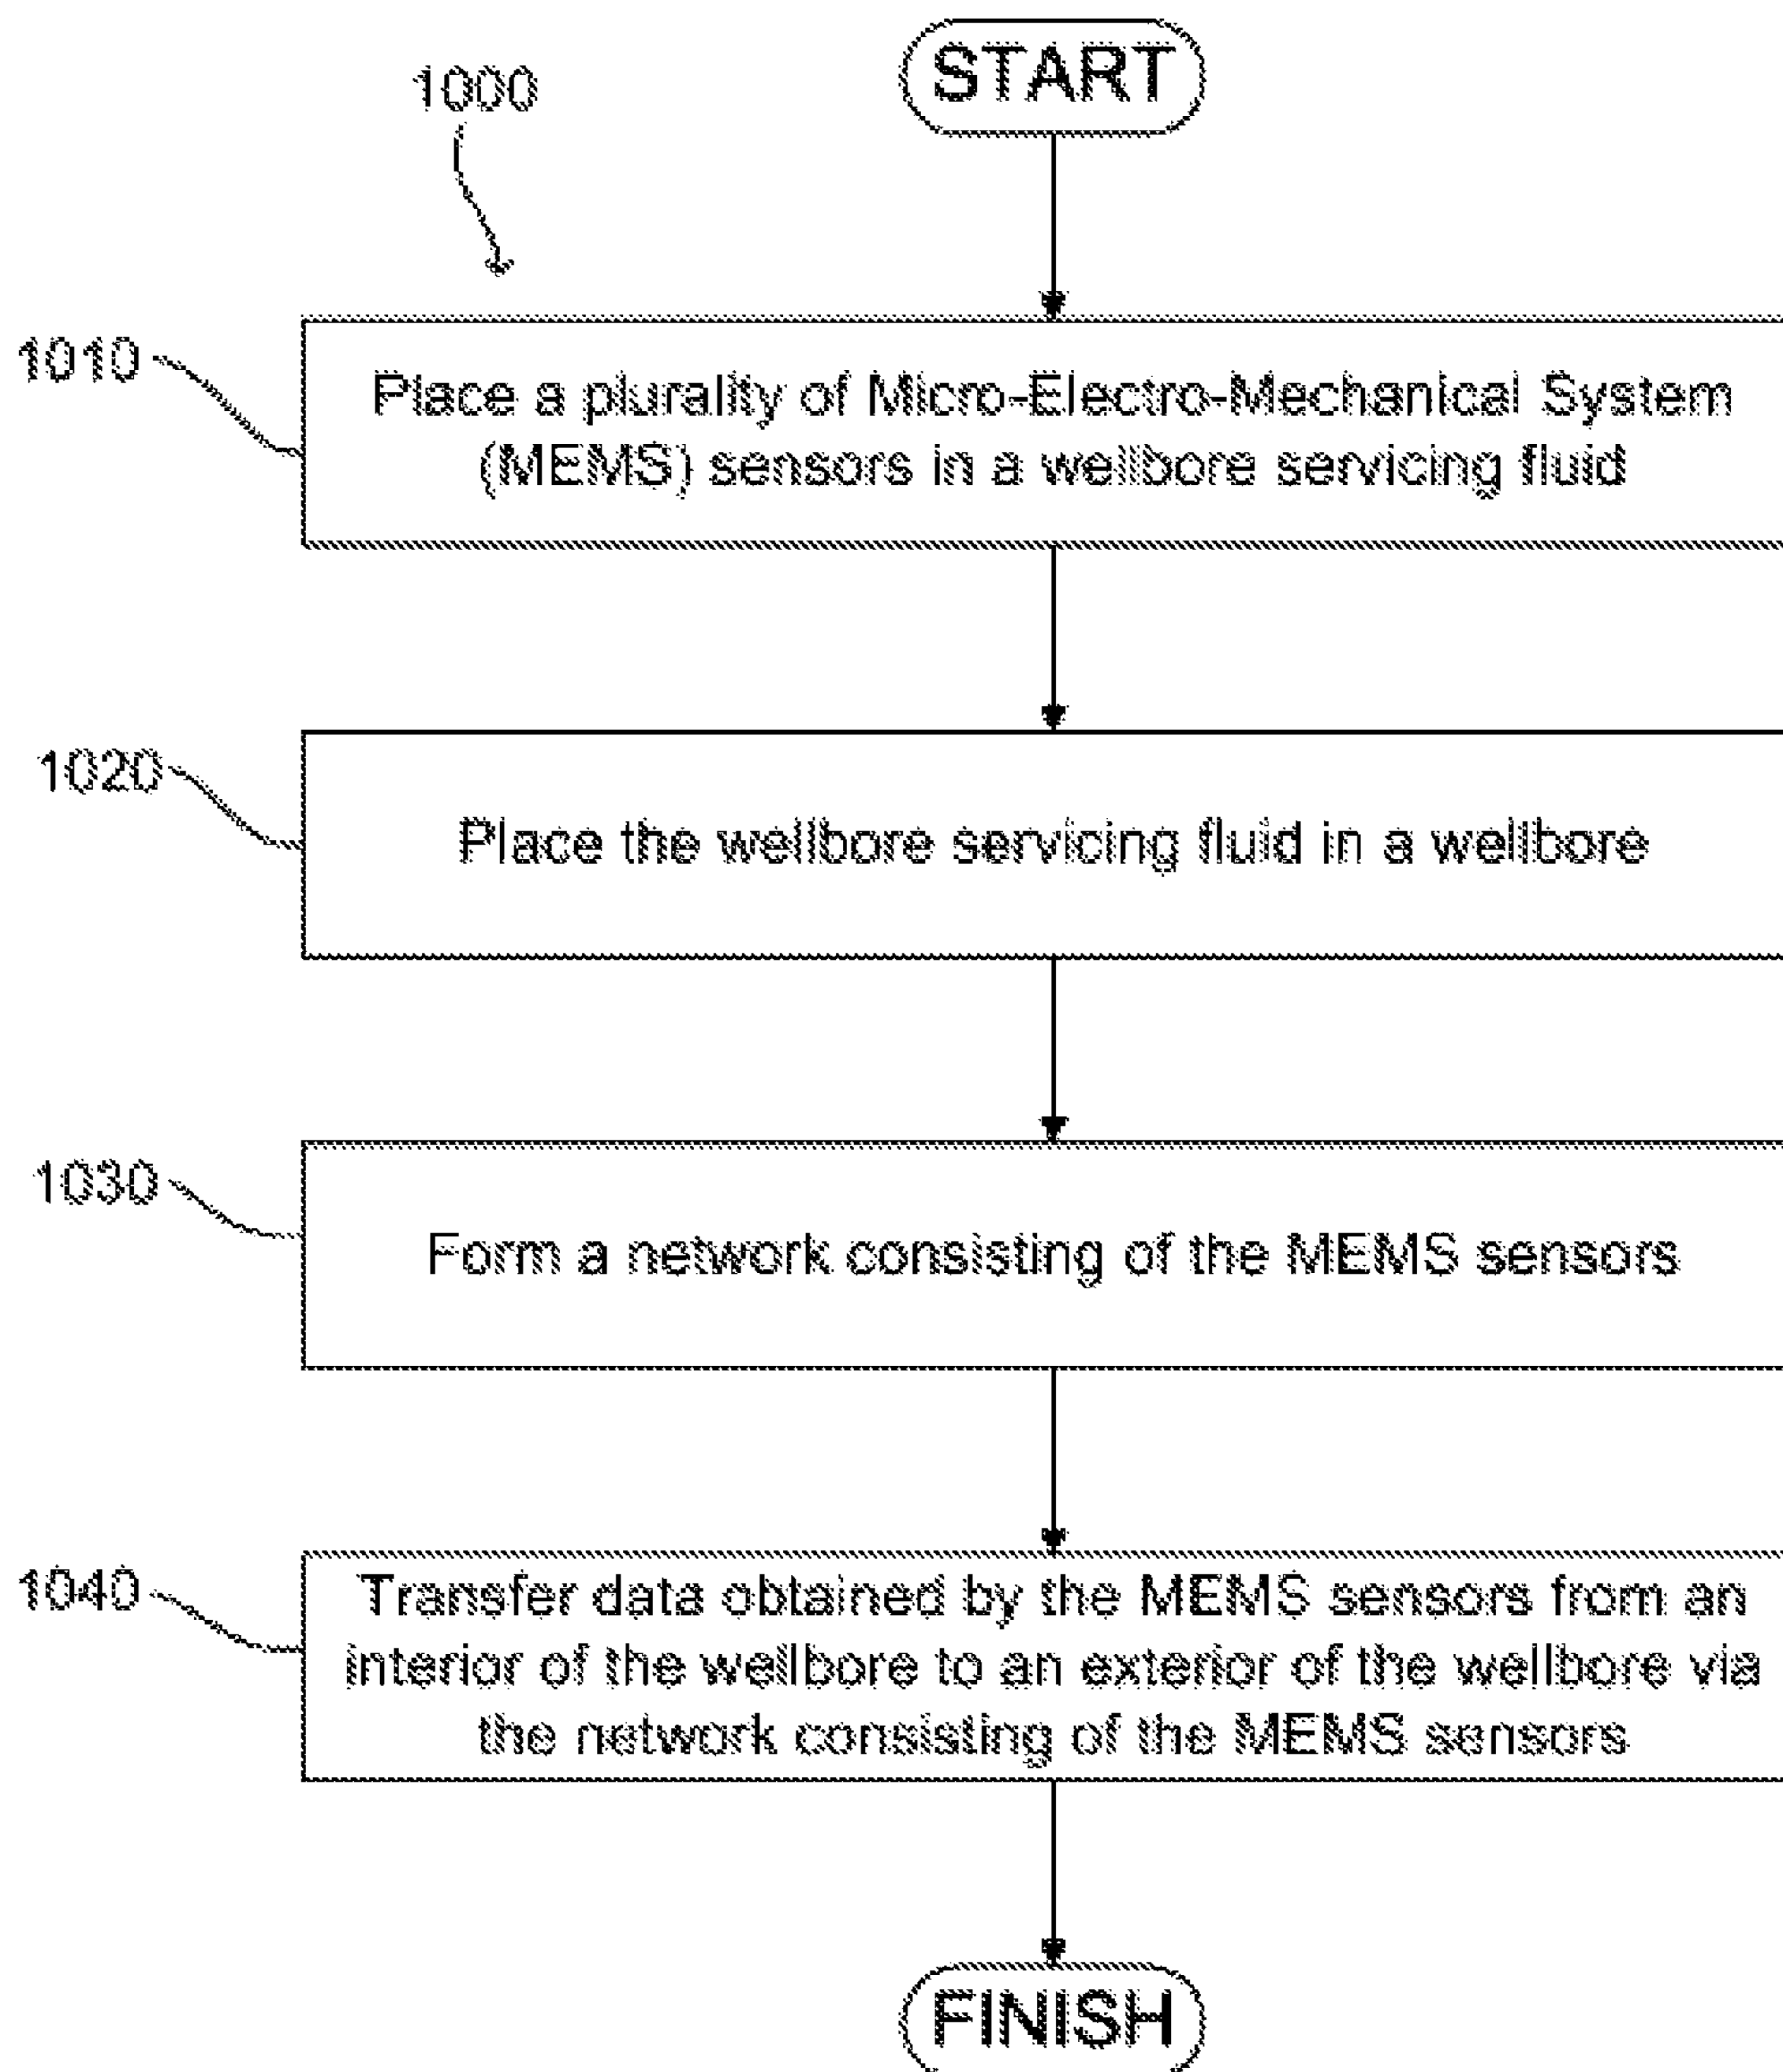 START
1000
1010
Place a plurality of Micro-Electro-Mechanical System
(MEMS) sensors in a wellbore servicing fluid
1020
Place the wellbore servicing fluid in a wellbore
1030
Form a network consisting of the MEMS sensors
1040
Transfer data obtained by the MEMS sensors from an
interior of the wellbore to an exterior of the wellbore via
the network consisting of the MEMS sensors
FINISH